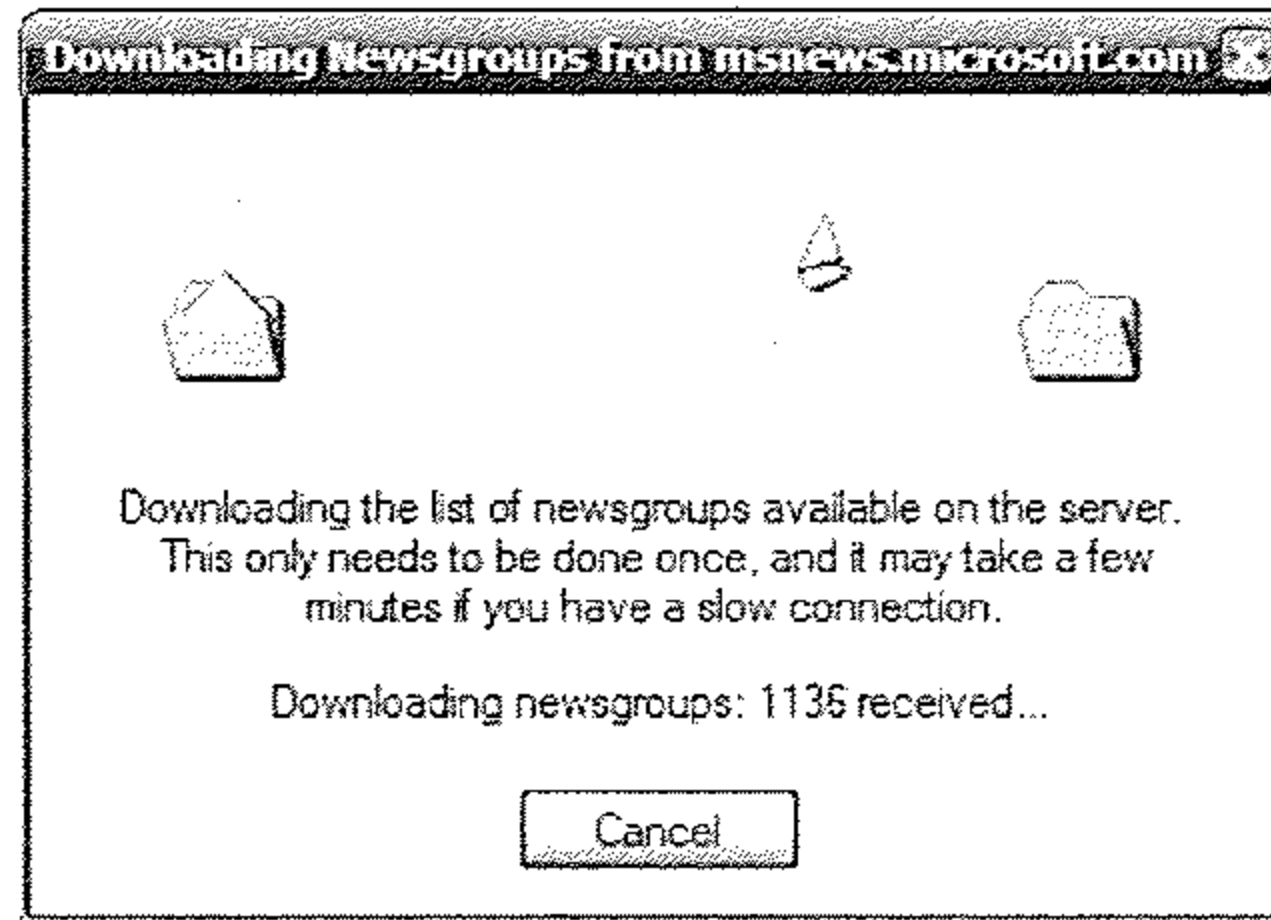 Downloading Newsgroups from msnews.microsoft.com
Downloading the list of newsgroups available on the server.
This only needs to be done once, and it may take a few
minutes if you have a slow connection.
Downloading newsgroups: 1136 received...
Cancel